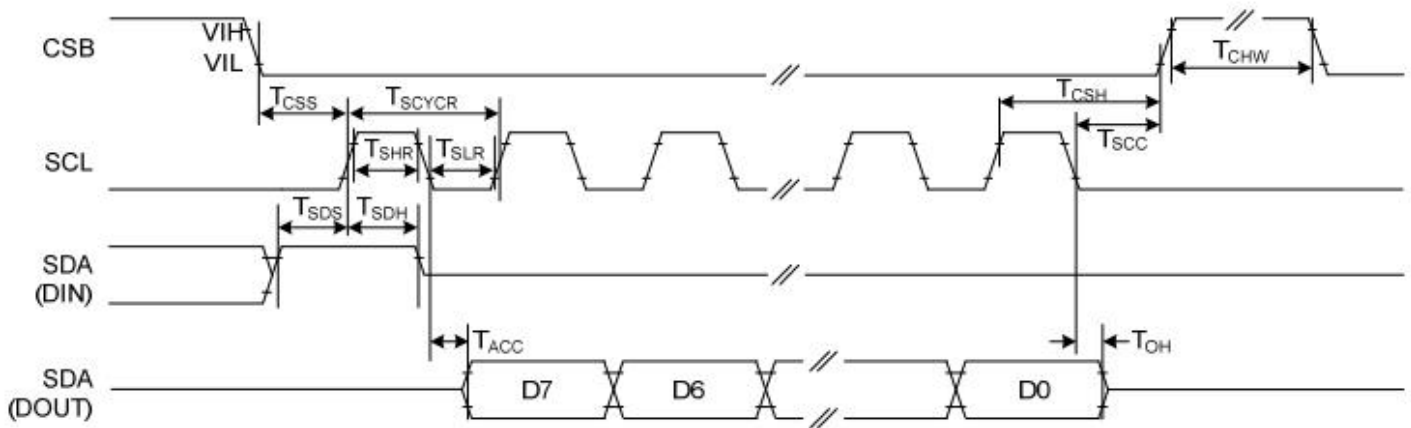 CSB
VIH
VIL
TCHW
TCSS
TSCYCR
TCSH
SCL
TSHR
TSLR
TSCC
TSDS
TSDH
SDA
(DIN)
TACC
TOH
SDA
(DOUT)
D7
D6
D0